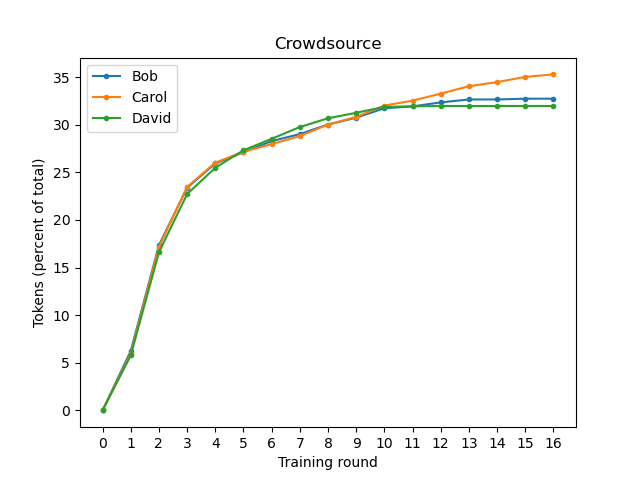 Crowdsource
Bob
Carol
David
Tokens (percent of total)
35
30
25
20
15
10
5
0
0 1 2 3 4 5 6 7 8 9 10 11 12 13 14 15 16
Training round